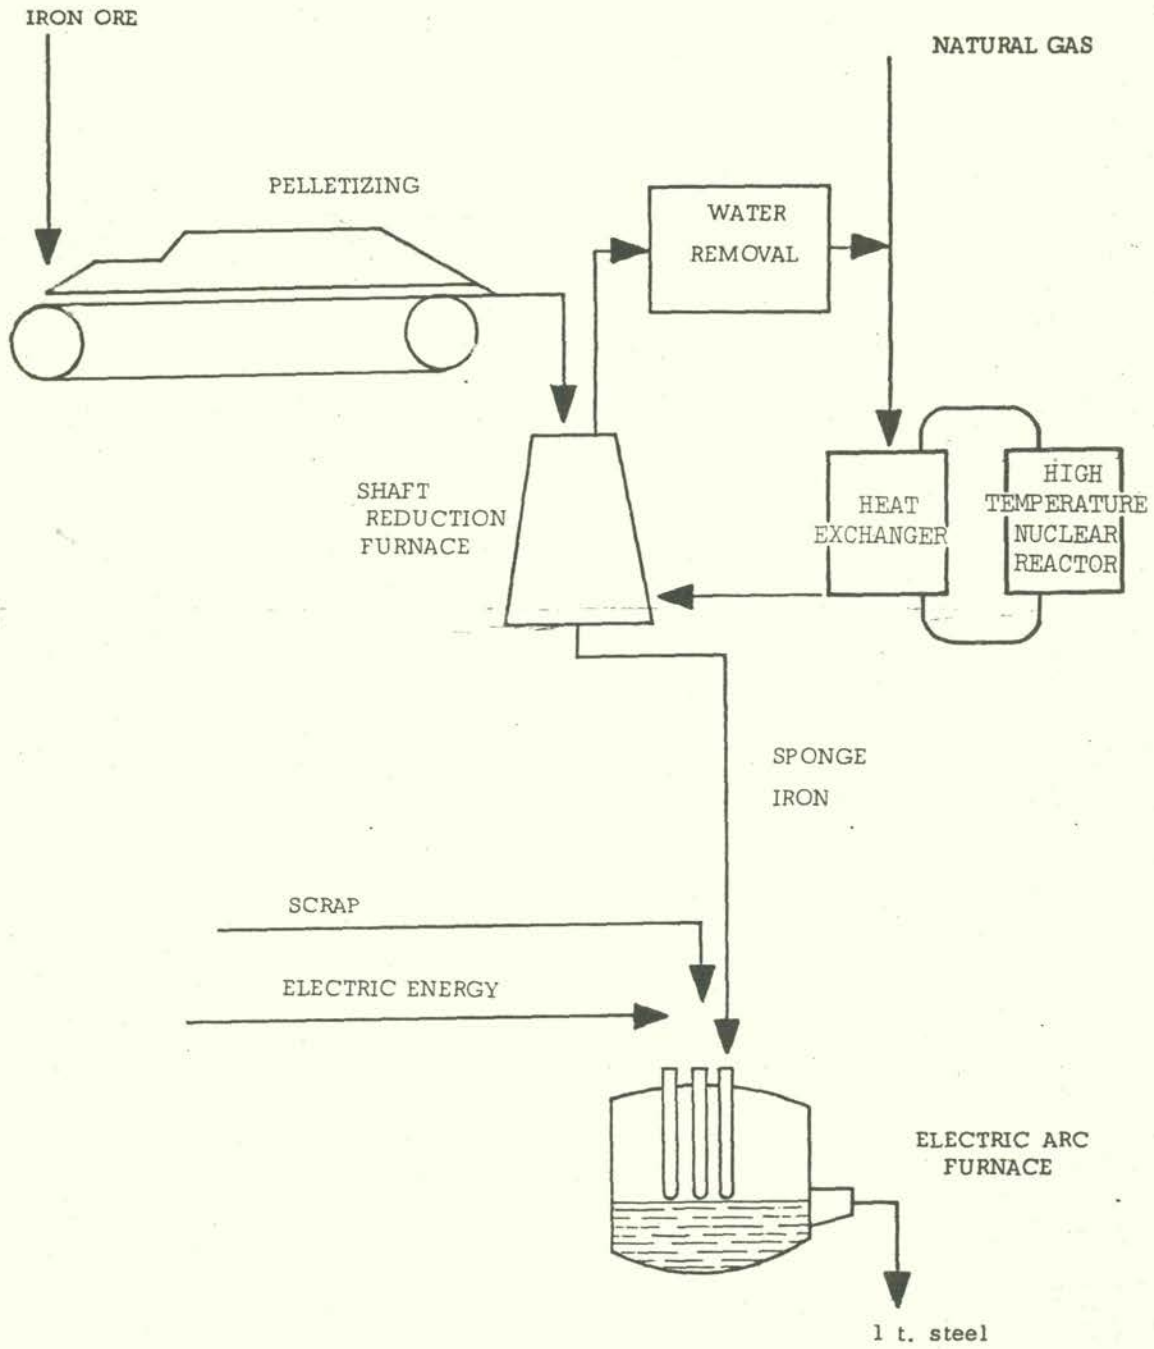 IRON ORE
NATURAL GAS
PELLETIZING
WATER
REMOVAL
SHAFT
REDUCTION
FURNACE
HEAT
EXCHANGER
HIGH
TEMPERATURE
NUCLEAR
REACTOR
SPONGE
IRON
SCRAP
ELECTRIC ENERGY
ELECTRIC ARC
FURNACE
1 t. steel